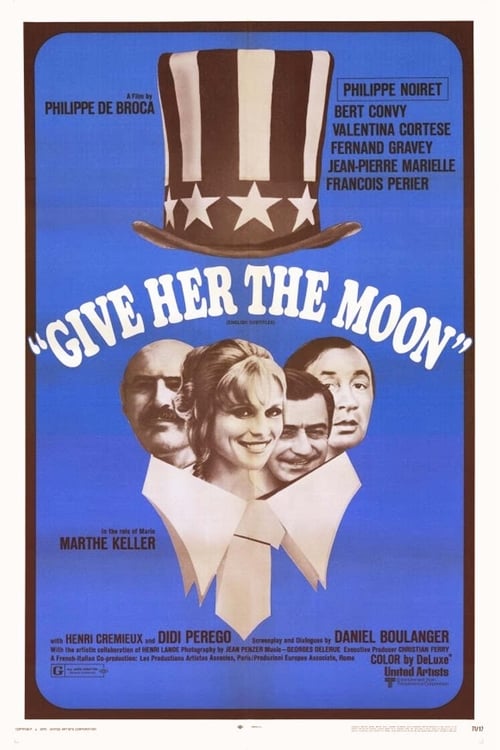 A Film by
PHILIPPE DE BROCA
PHILIPPE NOIRET
BERT CONVY
VALENTINA CORTESE
FERNAND GRAVEY
JEAN-PIERRE MARIELLE
FRANCOIS PERIER
"GIVE HER THE MOON"
(ENGLISH SUBTITLES)
in the role of Marie
MARTHE KELLER
with HENRI CREMIEUX and DIDI PEREGO Screenplay and Dialogues by DANIEL BOULANGER
With the artistic collaboration of HENRI LANOE Photography by JEAN PENZER Music—GEORGES DELERUE Executive Producer CHRISTIAN FERRY
A French-Italian Co-production: Les Productions Artistes Associes, Paris/Produzioni Europee Associate, Rome COLOR by DeLuxe®
G
United Artists
71/17